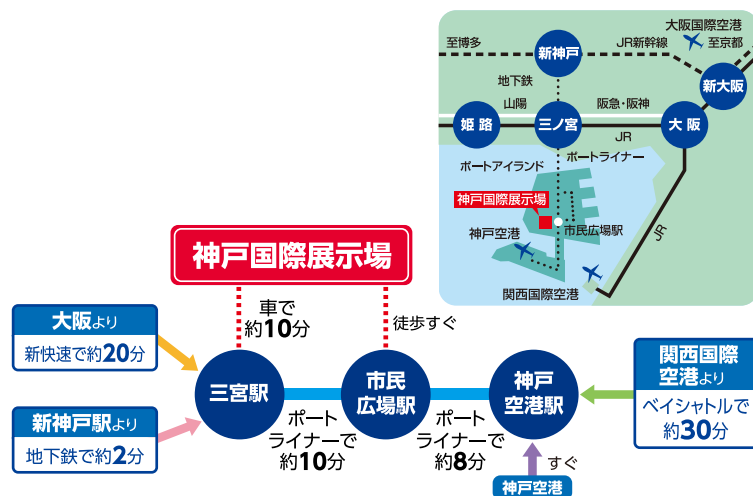 大阪国際空港
至博多
JR新幹線
至京都
新神戸
新大阪
地下鉄
山陽
阪急・阪神
姫路
三ノ宮
大阪
JR
ポートアイランド
ポートライナー
神戸国際展示場
市民広場駅
神戸空港
JR
関西国際空港
神戸国際展示場
車で
約10分
徒歩すぐ
大阪より
新快速で約20分
新神戸駅より
地下鉄で約2分
三宮駅
市民
広場駅
神戸
空港駅
ポート
ライナーで
約10分
ポート
ライナーで
約8分
関西国際
空港より
ベイシャトルで
約30分
すぐ
神戸空港